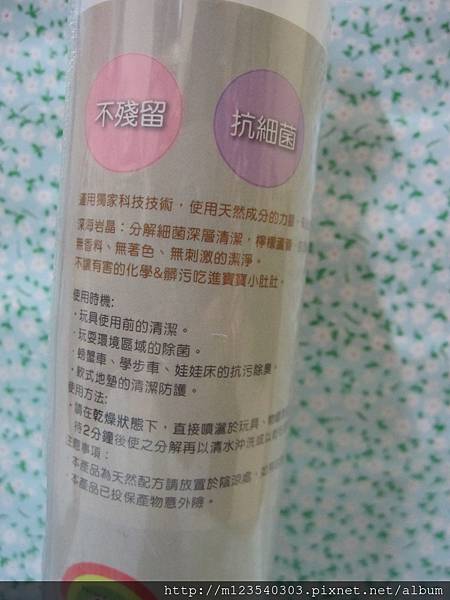 不殘留
抗細菌
運用獨家科技技術，使用天然成分的力量，
深海岩晶：分解細菌深層清潔，檸檬蘆薈
無香料、無著色、無刺激的潔淨。
不讓有害的化學&髒污吃進寶寶小肚肚。
使用時機：
．玩具使用前的清潔。
．玩耍環境區域的除菌。
．螃蟹車、學步車、娃娃床的抗污除臭。
．軟式地墊的清潔防護。
使用方法：
．請在乾燥狀態下，直接噴灑於玩具、
待2分鐘後使之分解再以清水沖洗或
注意事項：
．本產品為天然配方請放置於陰涼處，
．本產品已投保產物意外險。
http://m123540303.pixnet.net/album